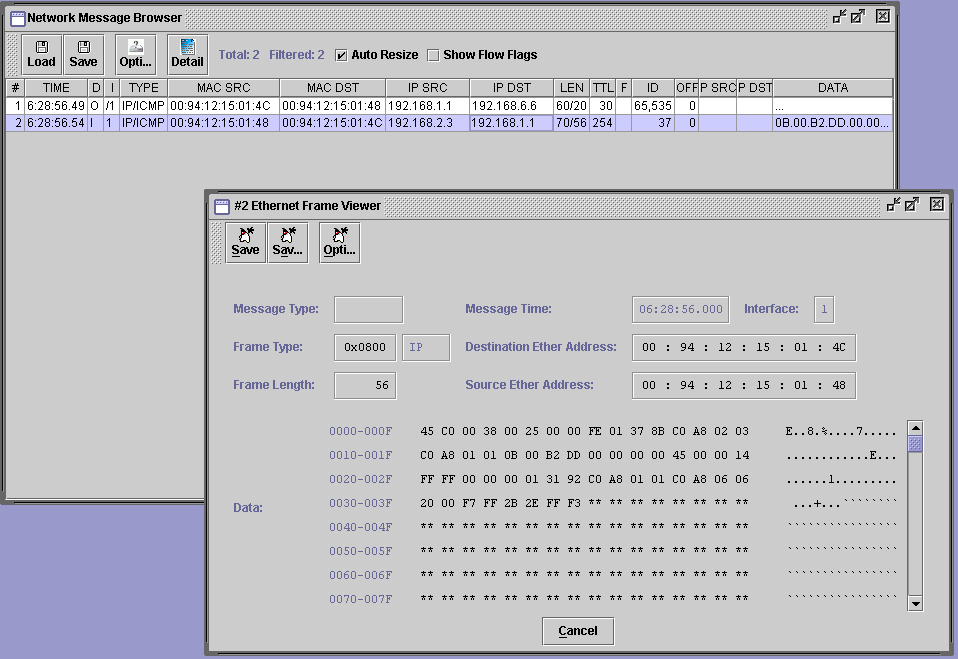 Network Message Browser
Load Save Opti... Detail Total: 2 Filtered: 2 Auto Resize Show Flow Flags
# TIME D I TYPE MAC SRC MAC DST IP SRC IP DST LEN TTL F ID OFF P SRC P DST DATA
1 6:28:56.49 O /1 IP/ICMP 00:94:12:15:01:4C 00:94:12:15:01:48 192.168.1.1 192.168.6.6 60/20 30 65,535 0 ...
2 6:28:56.54 I 1 IP/ICMP 00:94:12:15:01:48 00:94:12:15:01:4C 192.168.2.3 192.168.1.1 70/56 254 37 0 0B.00.B2.DD.00.00...
#2 Ethernet Frame Viewer
Save Sav... Opti...
Message Type: Message Time: 06:28:56.000 Interface: 1
Frame Type: 0x0800 IP Destination Ether Address: 00 : 94 : 12 : 15 : 01 : 4C
Frame Length: 56 Source Ether Address: 00 : 94 : 12 : 15 : 01 : 48
0000-000F 45 C0 00 38 00 25 00 00 FE 01 37 8B C0 A8 02 03 E..8.%....7.....
0010-001F C0 A8 01 01 0B 00 B2 DD 00 00 00 00 45 00 00 14 ............E...
0020-002F FF FF 00 00 00 01 31 92 C0 A8 01 01 C0 A8 06 06 ......1.........
0030-003F 20 00 F7 FF 2B 2E FF F3 ** ** ** ** ** ** ** ** ...+...````````
Data:
0040-004F ** ** ** ** ** ** ** ** ** ** ** ** ** ** ** ** ````````````````
0050-005F ** ** ** ** ** ** ** ** ** ** ** ** ** ** ** ** ````````````````
0060-006F ** ** ** ** ** ** ** ** ** ** ** ** ** ** ** ** ````````````````
0070-007F ** ** ** ** ** ** ** ** ** ** ** ** ** ** ** ** ````````````````
Cancel